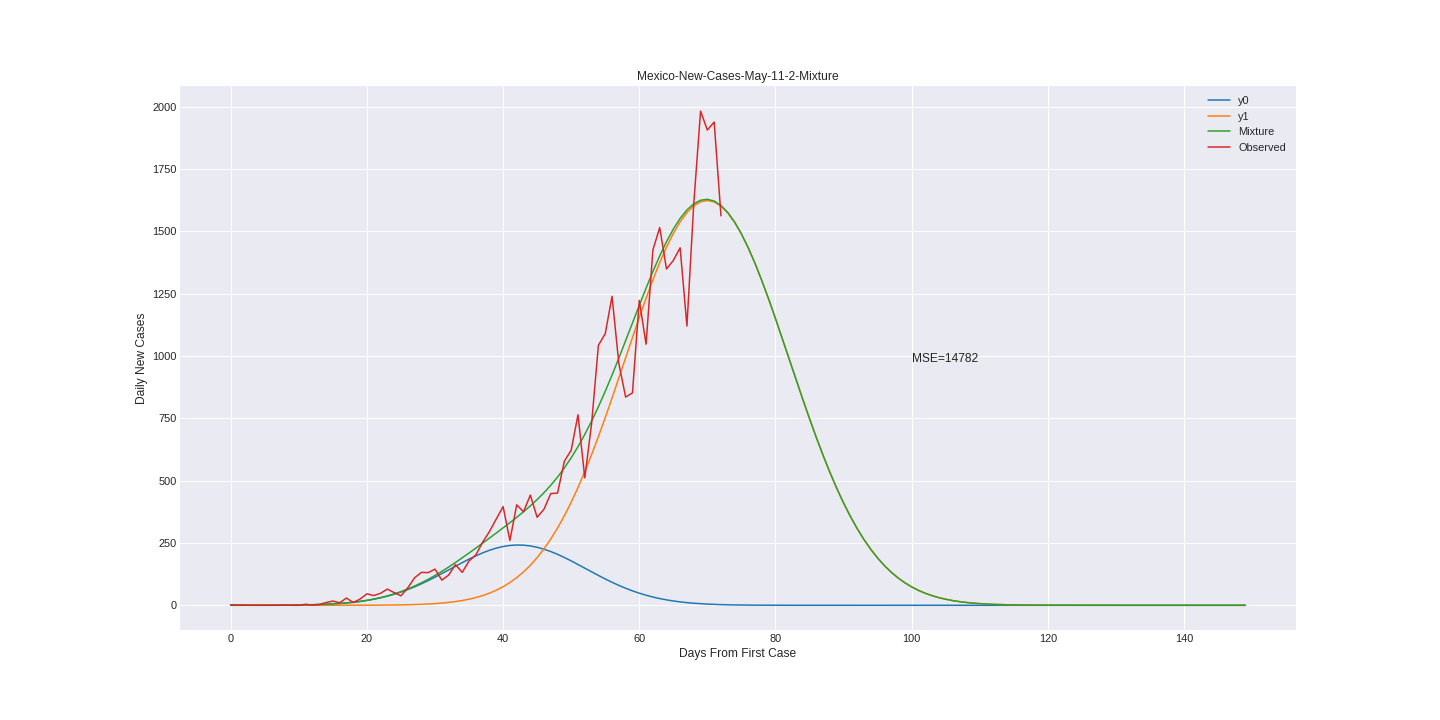 Mexico-New-Cases-May-11-2-Mixture
y0
y1
Mixture
Observed
2000
1750
1500
1250
1000
750
500
250
0
Daily New Cases
MSE=14782
0 20 40 60 80 100 120 140
Days From First Case